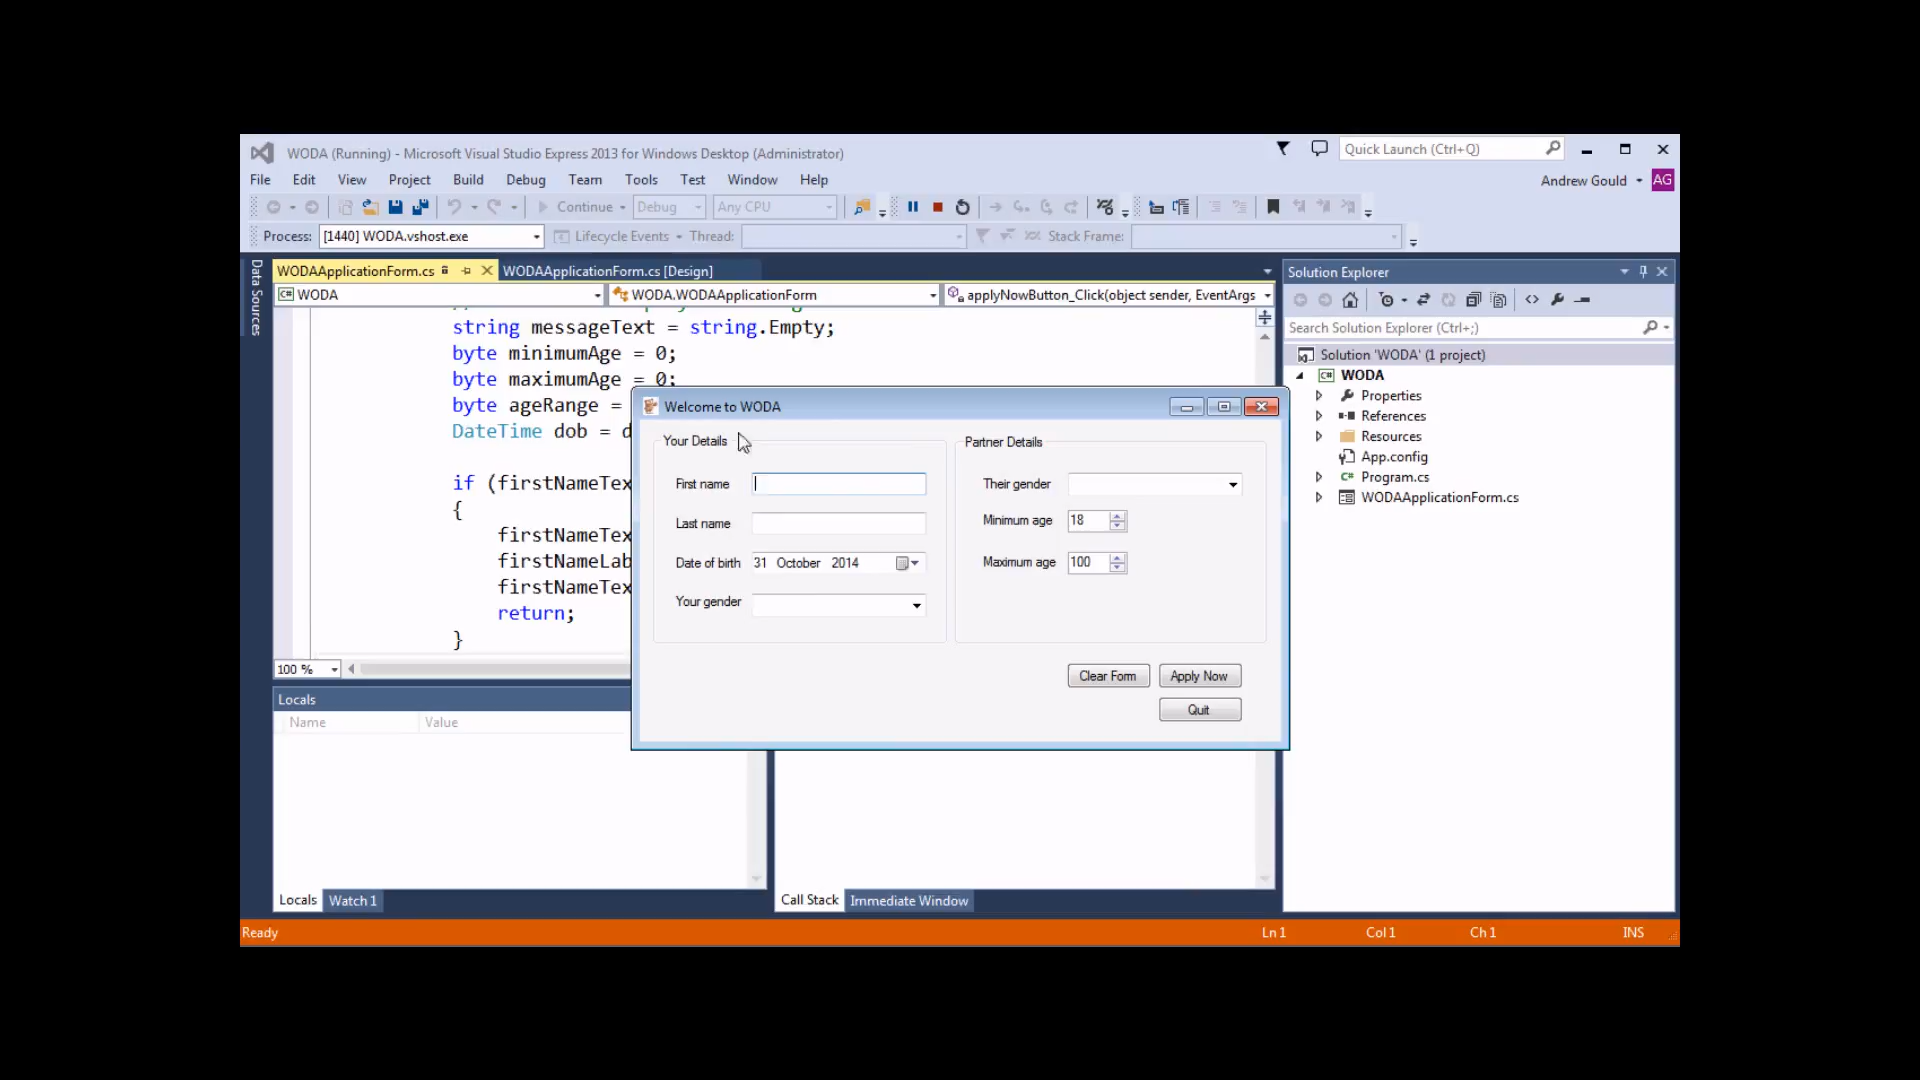 WODA (Running) - Microsoft Visual Studio Express 2013 for Windows Desktop (Administrator)
Quick Launch (Ctrl+Q)
File Edit View Project Build Debug Team Tools Test Window Help
Andrew Gould AG
Continue Debug Any CPU
Process: [1440] WODA.vshost.exe Lifecycle Events Thread: Stack Frame:
Data Sources
WODAApplicationForm.cs WODAApplicationForm.cs [Design]
WODA WODA.WODAApplicationForm applyNowButton_Click(object sender, EventArgs
string messageText = string.Empty;
byte minimumAge = 0;
byte maximumAge = 0;
byte ageRange =
DateTime dob = d
if (firstNameTex
{
firstNameTex
firstNameLab
firstNameTex
return;
}
100 %
Locals
Name Value
Locals Watch 1
Call Stack Immediate Window
Welcome to WODA
Your Details
First name
Last name
Date of birth 31 October 2014
Your gender
Partner Details
Their gender
Minimum age 18
Maximum age 100
Clear Form Apply Now
Quit
Solution Explorer
Search Solution Explorer (Ctrl+;)
Solution 'WODA' (1 project)
C# WODA
Properties
References
Resources
App.config
C# Program.cs
WODAApplicationForm.cs
Ready Ln 1 Col 1 Ch 1 INS